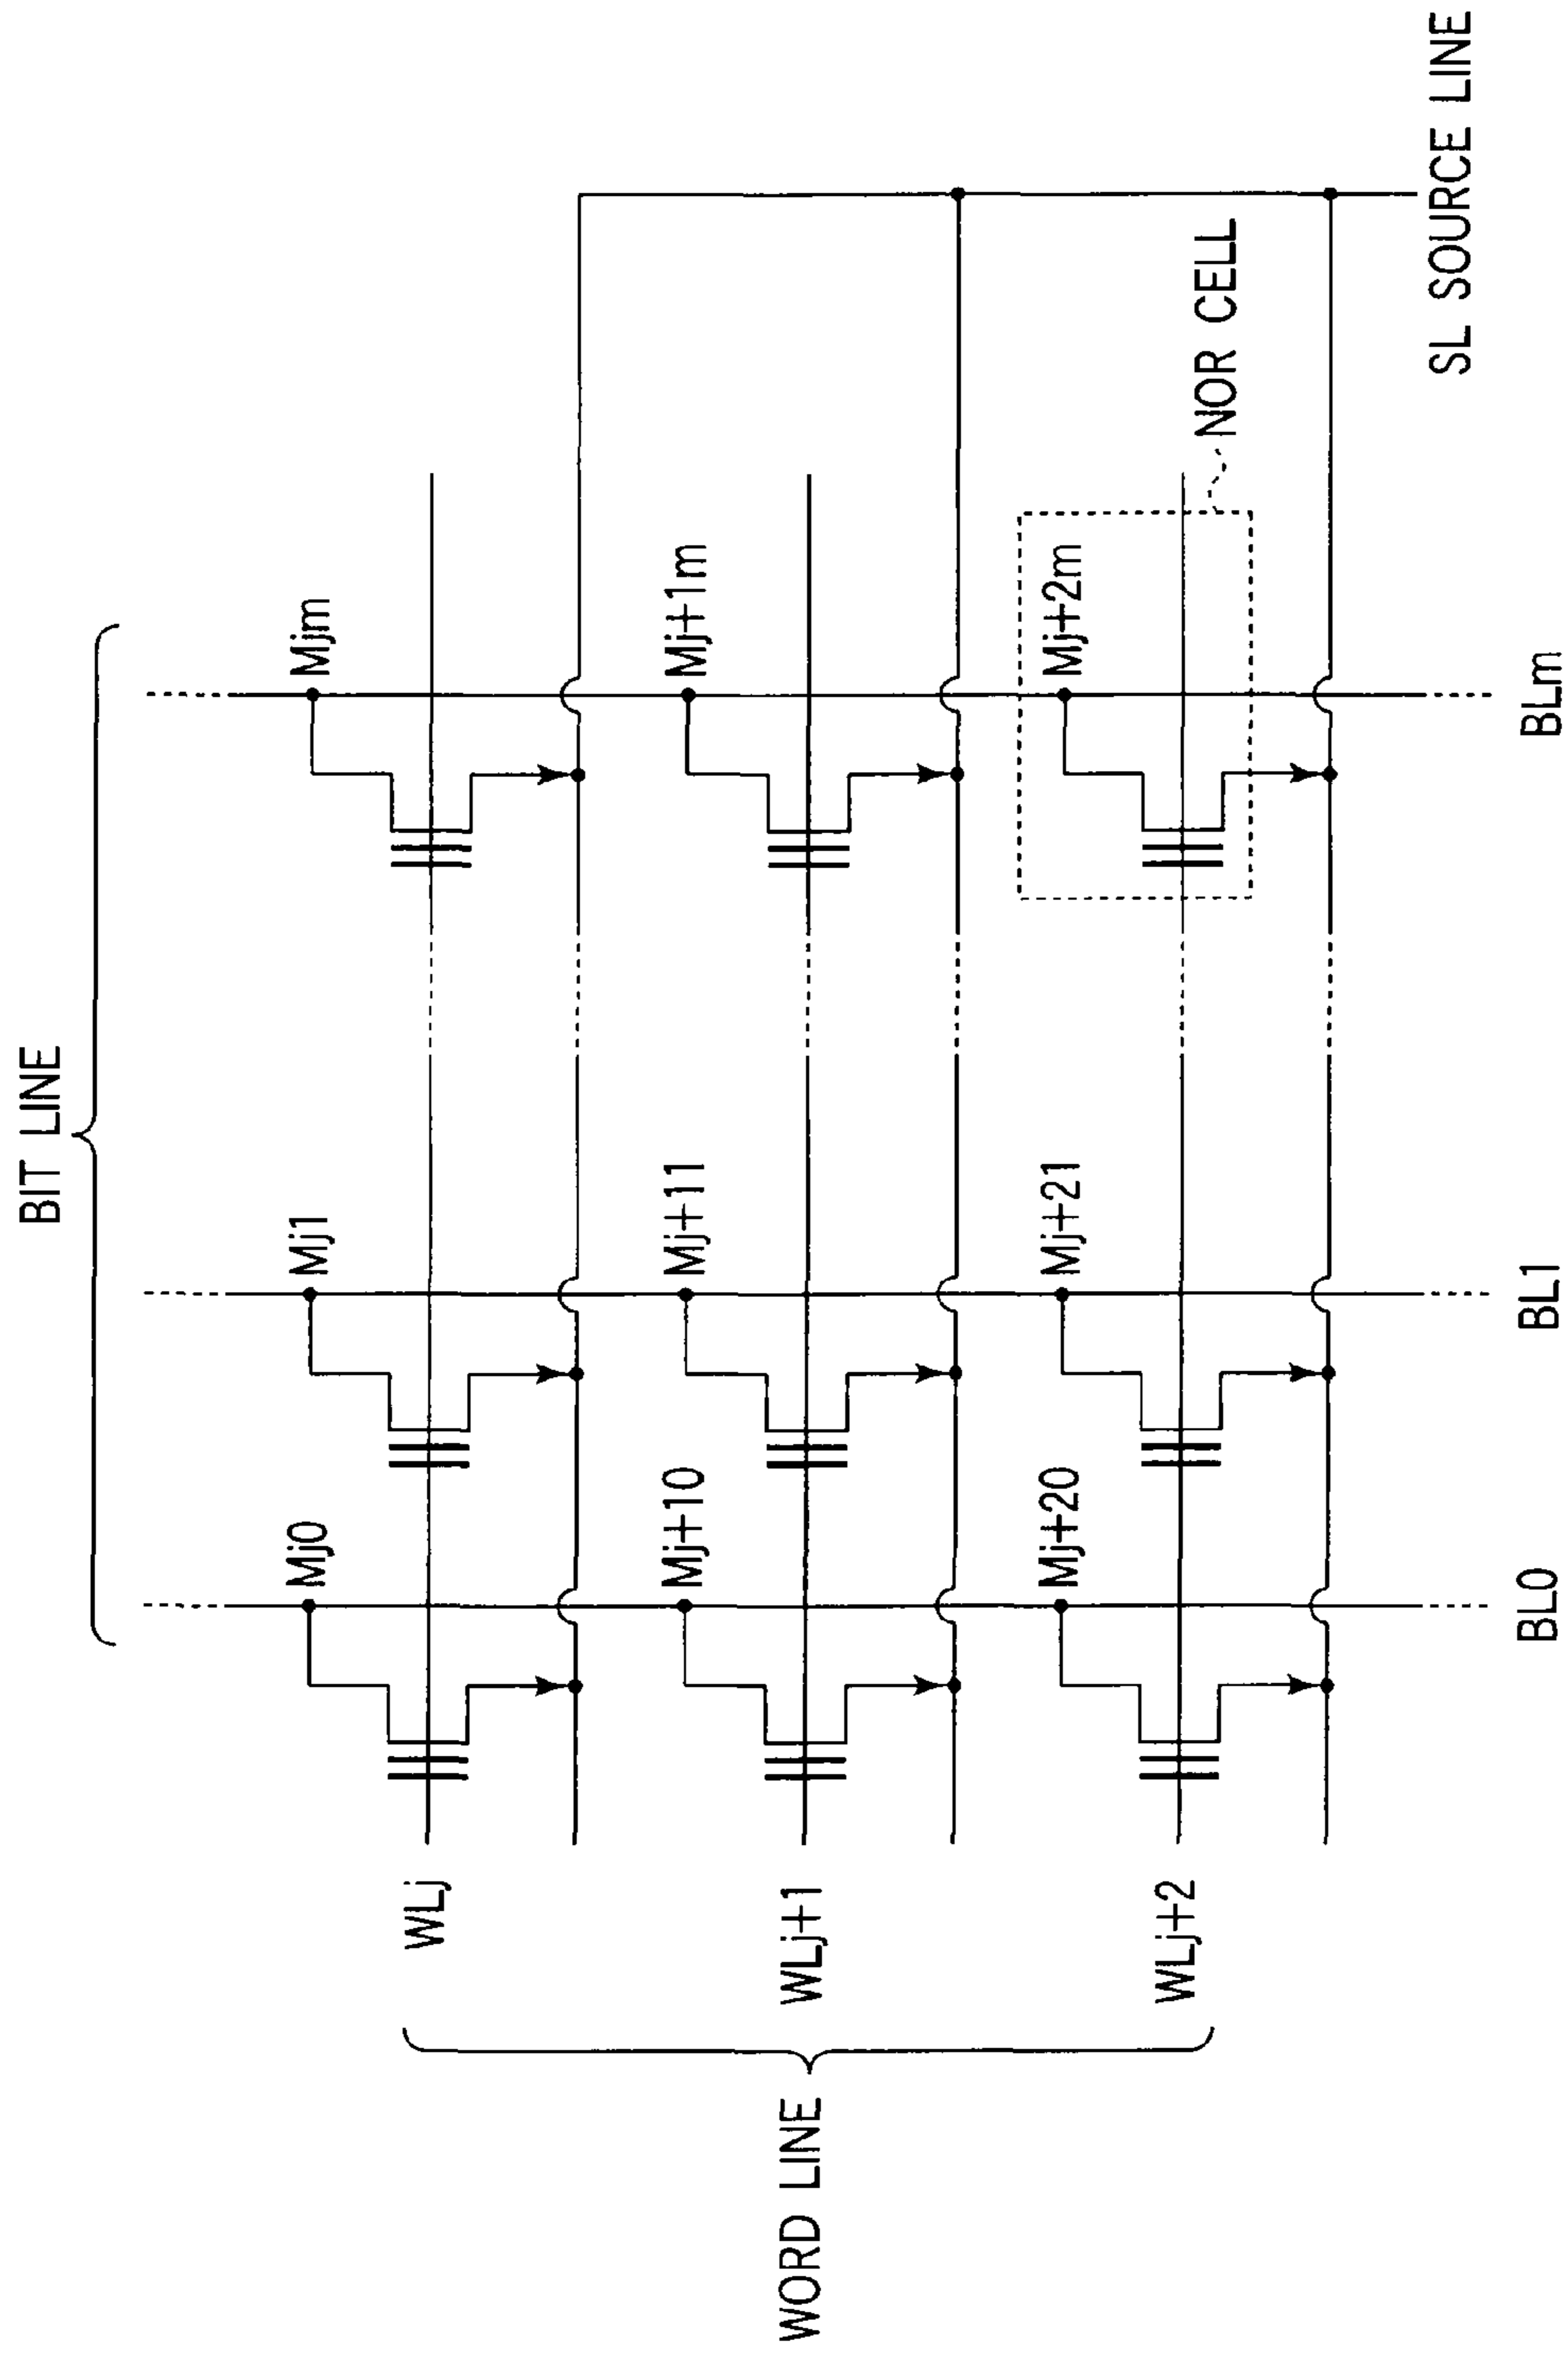 BIT LINE
Mj0
Mj1
Mjm
WLj
Mj+10
Mj+11
Mj+1m
WORD LINE
WLj+1
Mj+20
Mj+21
Mj+2m
WLj+2
NOR CELL
SL SOURCE LINE
BL0
BL1
BLm